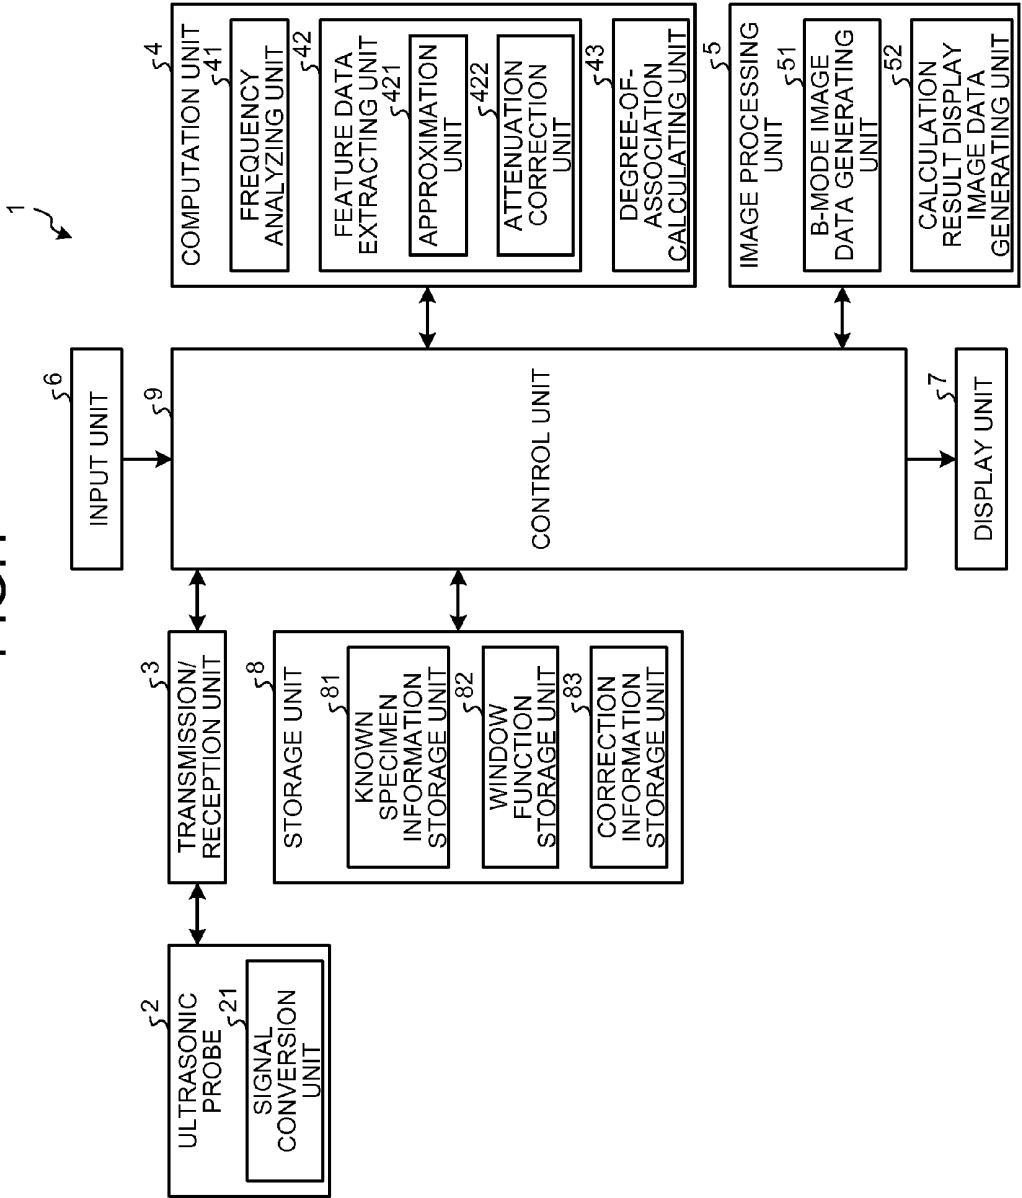 1
2
ULTRASONIC
PROBE
21
SIGNAL
CONVERSION
UNIT
3
TRANSMISSION/
RECEPTION UNIT
8
STORAGE UNIT
81
KNOWN
SPECIMEN
INFORMATION
STORAGE UNIT
82
WINDOW
FUNCTION
STORAGE UNIT
83
CORRECTION
INFORMATION
STORAGE UNIT
6
INPUT UNIT
9
CONTROL UNIT
7
DISPLAY UNIT
4
COMPUTATION UNIT
41
FREQUENCY
ANALYZING UNIT
42
FEATURE DATA
EXTRACTING UNIT
421
APPROXIMATION
UNIT
422
ATTENUATION
CORRECTION
UNIT
43
DEGREE-OF-
ASSOCIATION
CALCULATING UNIT
5
IMAGE PROCESSING
UNIT
51
B-MODE IMAGE
DATA GENERATING
UNIT
52
CALCULATION
RESULT DISPLAY
IMAGE DATA
GENERATING UNIT